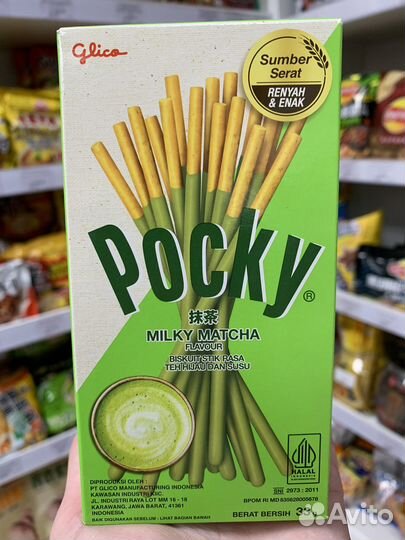 Glico
Sumber
Serat
RENYAH
& ENAK
POCKY®
抹茶
MILKY MATCHA
FLAVOUR
BISKUIT STIK RASA
TEH HIJAU DAN SUSU
DIPRODUKSI OLEH :
PT GLICO MANUFACTURING INDONESIA
KAWASAN INDUSTRI
JL. INDUSTRI RAYA LOT MM 16 - 18
KARAWANG, JAWA BARAT, 41361
INDONESIA
BAIK DIGUNAKAN SEBELUM : LIHAT BAGIAN BAWAH
HALAL
INDONESIA
SNI 2973 : 2011
BPOM RI MD
BERAT BERSIH
Avito